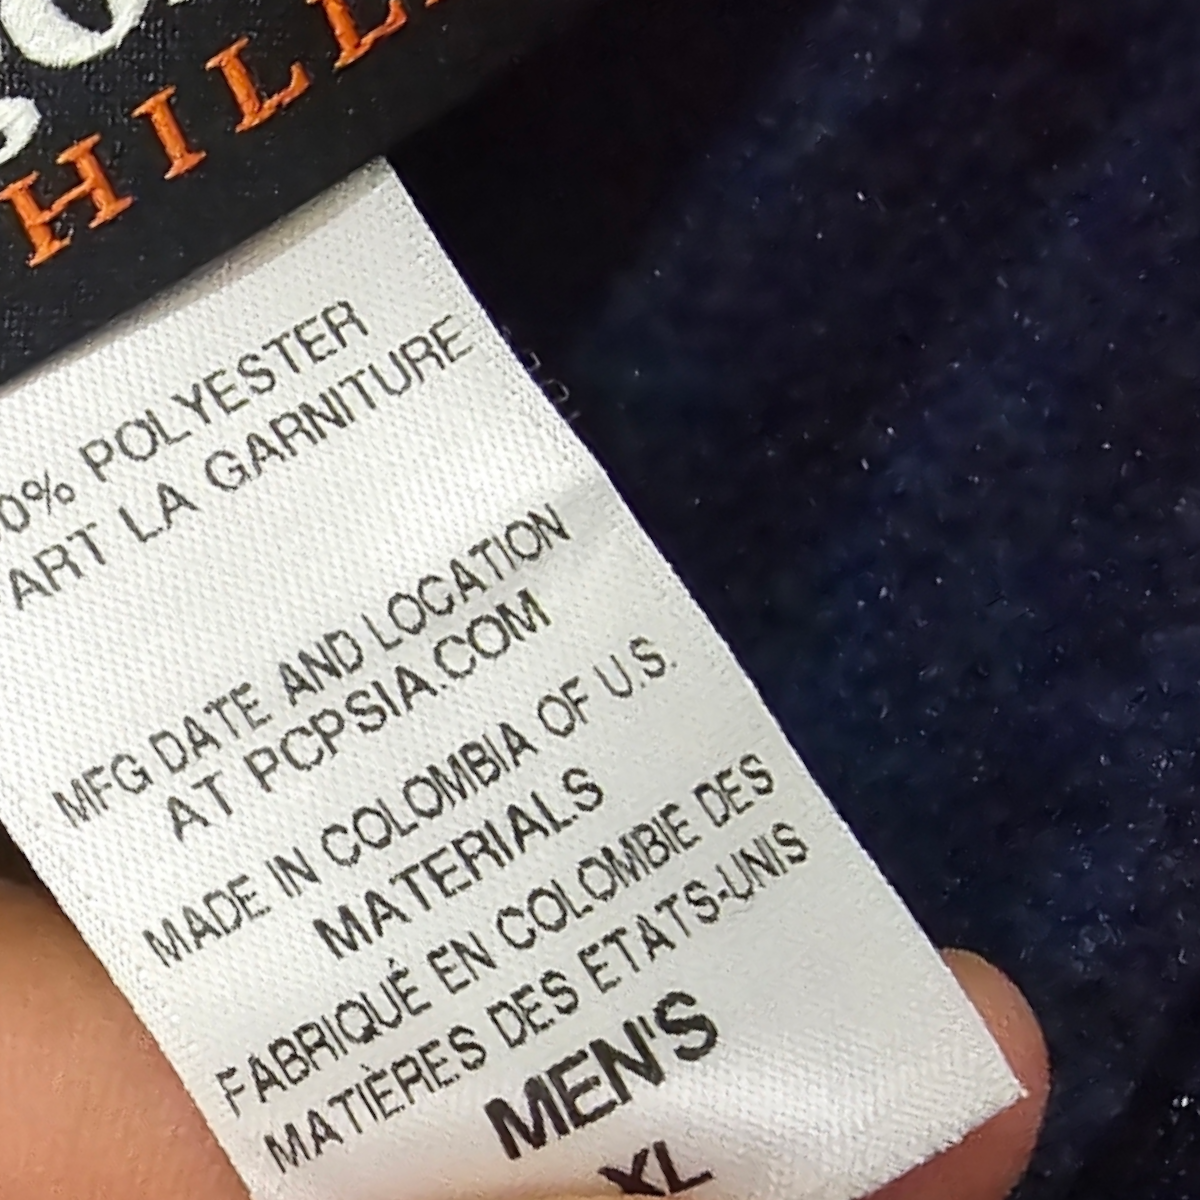 HILL
0% POLYESTER
ART LA GARNITURE
MFG DATE AND LOCATION
AT PCPSIA.COM
MADE IN COLOMBIA OF U.S.
MATERIALS
FABRIQUÉ EN COLOMBIE DES
MATIÈRES DES ETATS-UNIS
MEN'S
XL